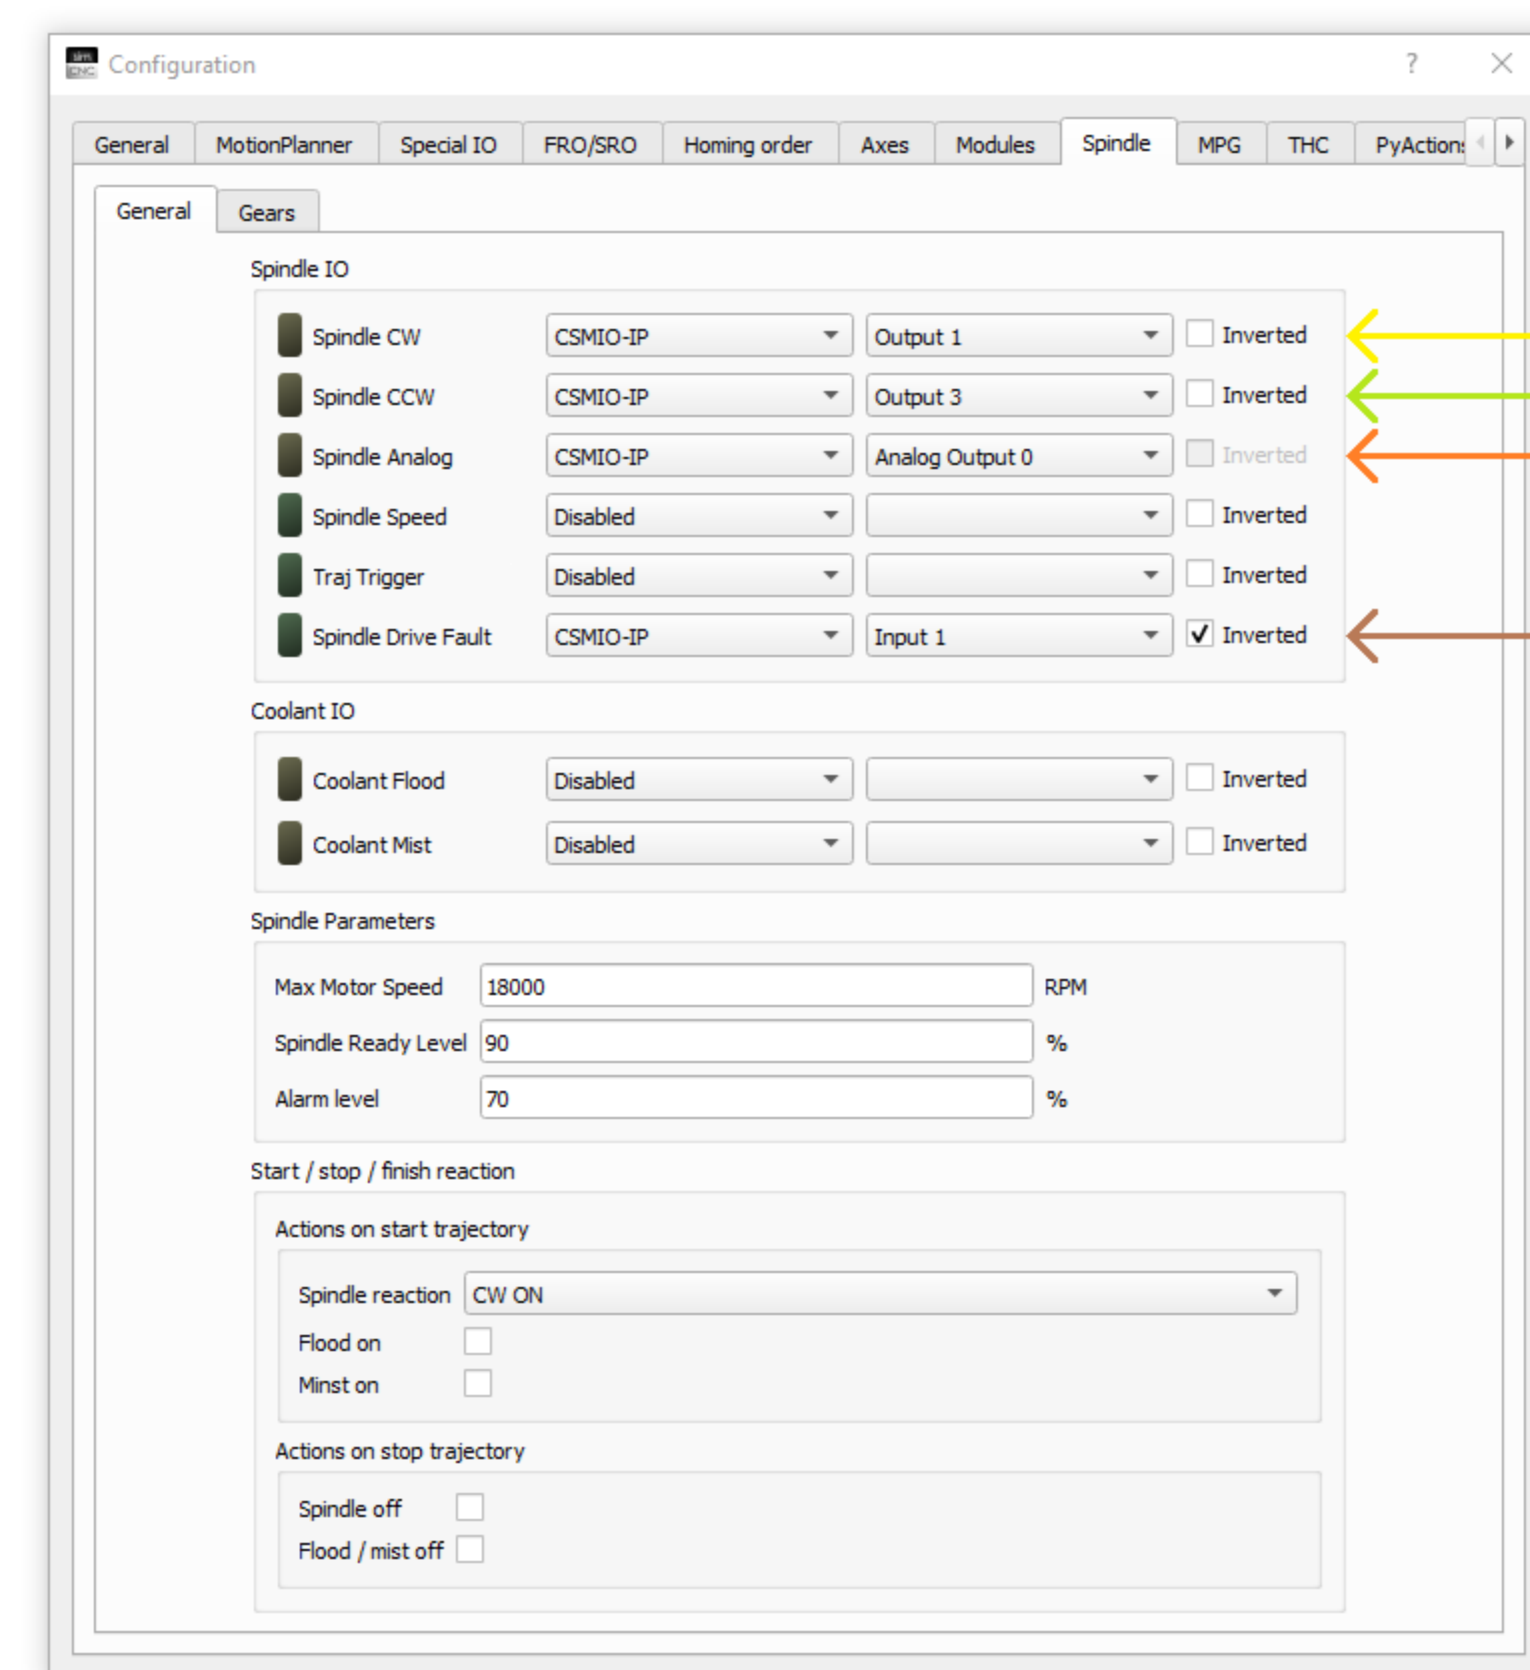 sim CNC Configuration ?
General MotionPlanner Special IO FRO/SRO Homing order Axes Modules Spindle MPG THC PyActions
General Gears
Spindle IO
Spindle CW CSMIO-IP Output 1 Inverted
Spindle CCW CSMIO-IP Output 3 Inverted
Spindle Analog CSMIO-IP Analog Output 0 Inverted
Spindle Speed Disabled Inverted
Traj Trigger Disabled Inverted
Spindle Drive Fault CSMIO-IP Input 1 Inverted
Coolant IO
Coolant Flood Disabled Inverted
Coolant Mist Disabled Inverted
Spindle Parameters
Max Motor Speed 18000 RPM
Spindle Ready Level 90 %
Alarm level 70 %
Start / stop / finish reaction
Actions on start trajectory
Spindle reaction CW ON
Flood on
Minst on
Actions on stop trajectory
Spindle off
Flood / mist off